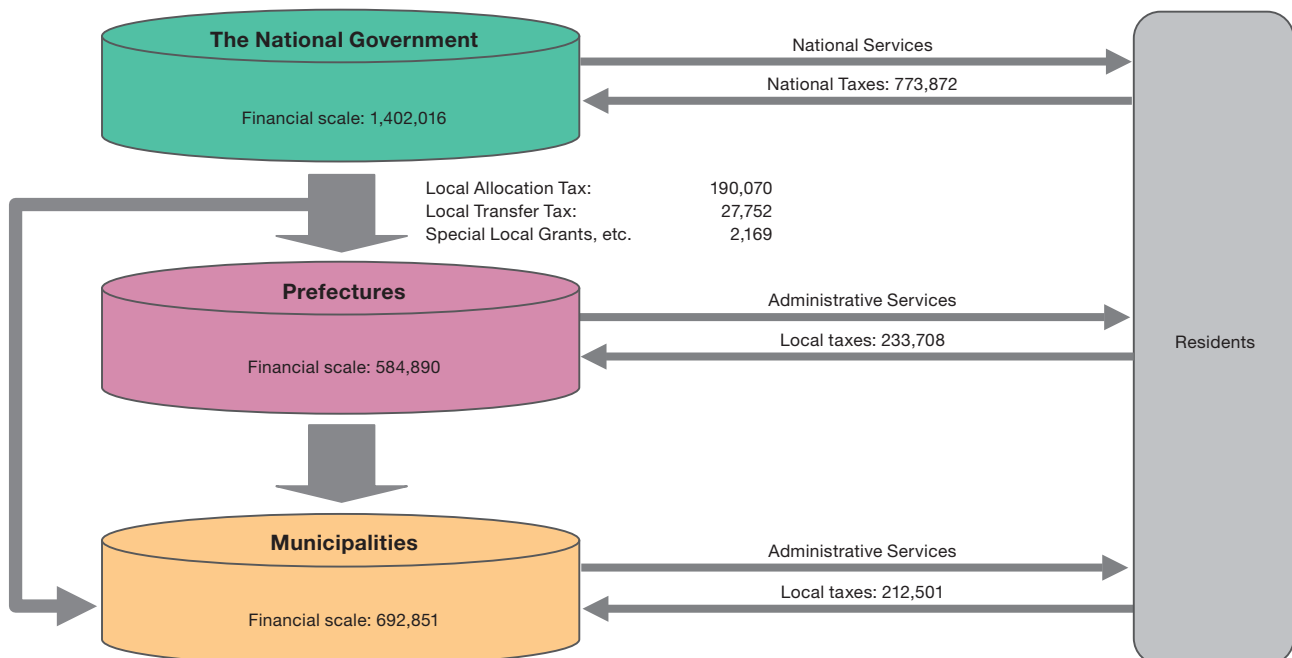 The National Government
Financial scale: 1,402,016
National Services
National Taxes: 773,872
Local Allocation Tax: 190,070
Local Transfer Tax: 27,752
Special Local Grants, etc. 2,169
Prefectures
Financial scale: 584,890
Administrative Services
Local taxes: 233,708
Residents
Municipalities
Financial scale: 692,851
Administrative Services
Local taxes: 212,501